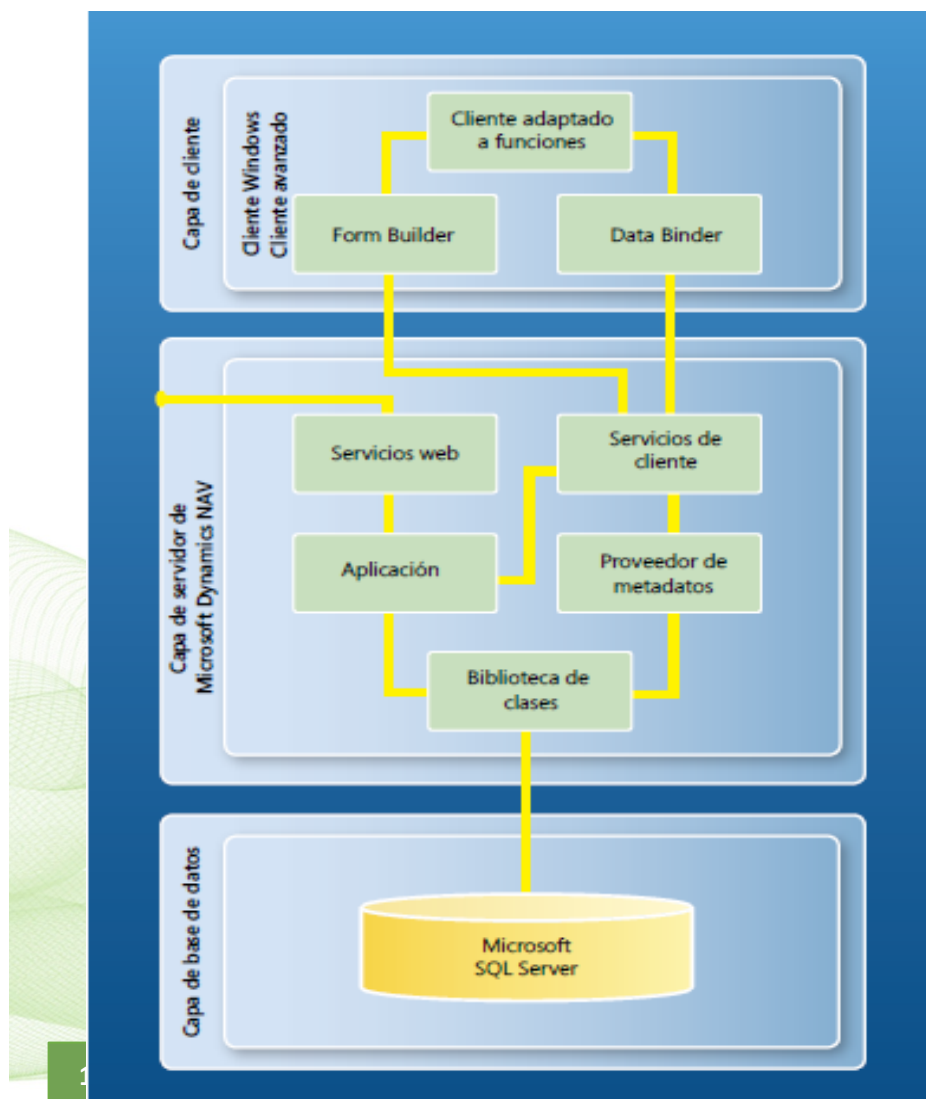 Capa de cliente
Cliente Windows
Cliente avanzado
Cliente adaptado
a funciones
Form Builder
Data Binder
Capa de servidor de
Microsoft Dynamics NAV
Servicios web
Servicios de
cliente
Aplicación
Proveedor de
metadatos
Biblioteca de
clases
Capa de base de datos
Microsoft
SQL Server
1